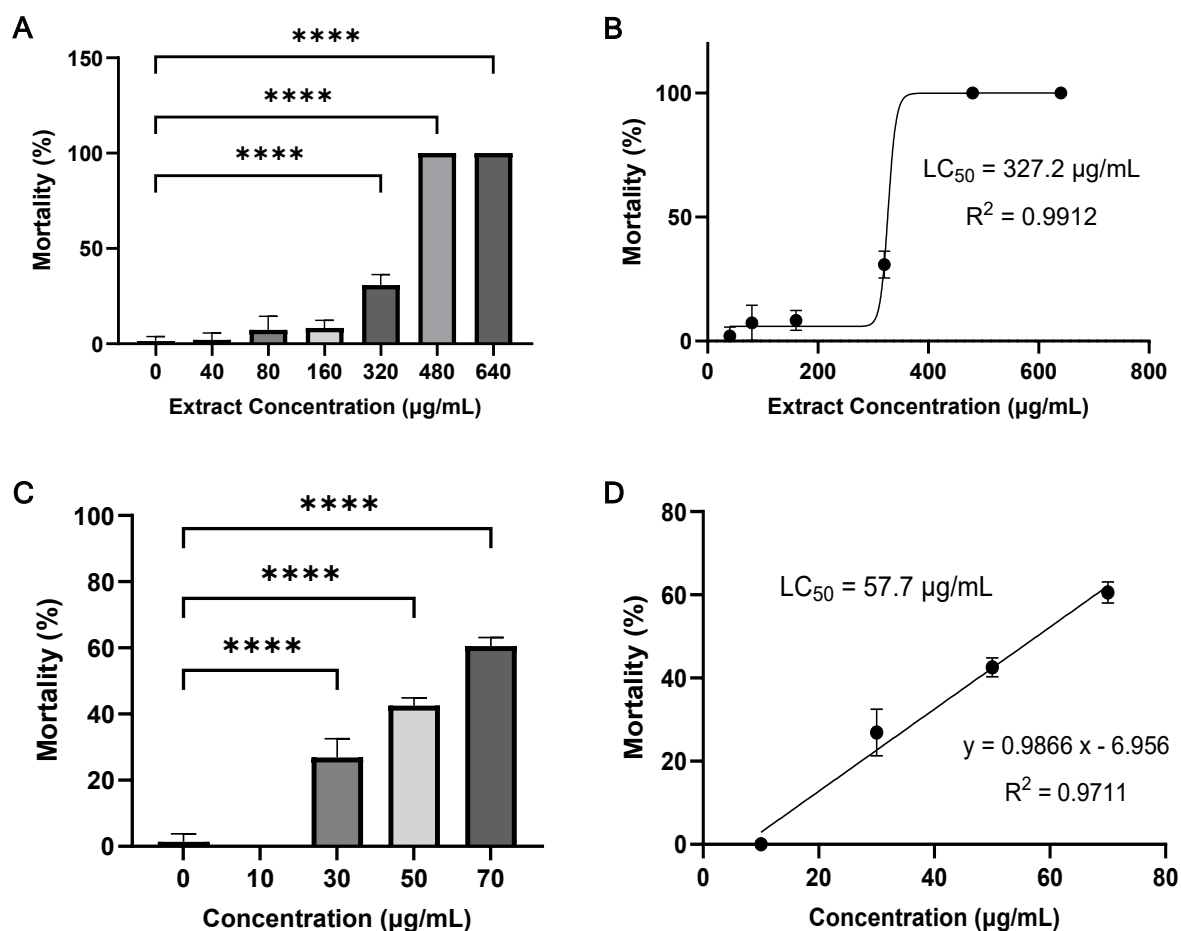 A
Mortality (%)
150
100
50
0
****
****
****
0 40 80 160 320 480 640
Extract Concentration (µg/mL)
B
Mortality (%)
100
50
0
LC50 = 327.2 µg/mL
R2 = 0.9912
0 200 400 600 800
Extract Concentration (µg/mL)
C
Mortality (%)
100
80
60
40
20
0
****
****
****
0 10 30 50 70
Concentration (µg/mL)
D
Mortality (%)
80
60
40
20
0
LC50 = 57.7 µg/mL
y = 0.9866 x - 6.956
R2 = 0.9711
0 20 40 60 80
Concentration (µg/mL)